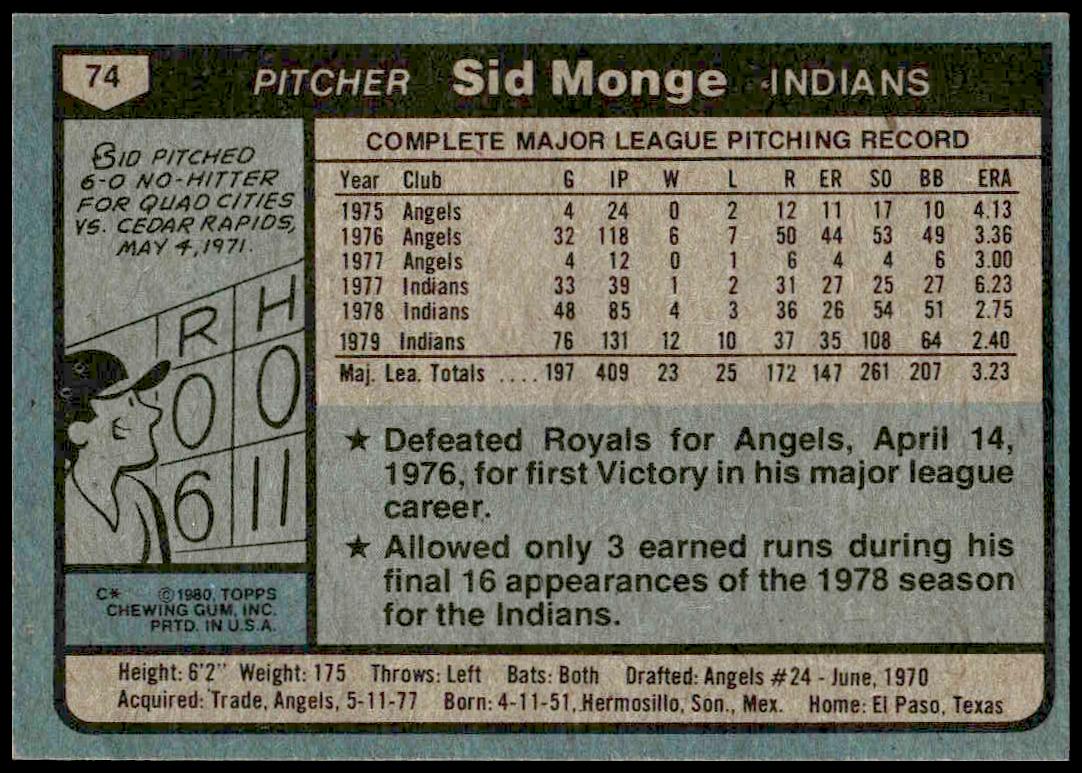 74 PITCHER Sid Monge INDIANS
SID PITCHED
6-0 NO-HITTER
FOR QUAD CITIES
VS. CEDAR RAPIDS,
MAY 4, 1971.
R H
0 0
6 11
C* ©1980, TOPPS
CHEWING GUM, INC.
PRTD. IN U.S.A.
COMPLETE MAJOR LEAGUE PITCHING RECORD
Year Club G IP W L R ER SO BB ERA
1975 Angels 4 24 0 2 12 11 17 10 4.13
1976 Angels 32 118 6 7 50 44 53 49 3.36
1977 Angels 4 12 0 1 6 4 4 6 3.00
1977 Indians 33 39 1 2 31 27 25 27 6.23
1978 Indians 48 85 4 3 36 26 54 51 2.75
1979 Indians 76 131 12 10 37 35 108 64 2.40
Maj. Lea. Totals .... 197 409 23 25 172 147 261 207 3.23
★ Defeated Royals for Angels, April 14,
1976, for first Victory in his major league
career.
★ Allowed only 3 earned runs during his
final 16 appearances of the 1978 season
for the Indians.
Height: 6'2" Weight: 175 Throws: Left Bats: Both Drafted: Angels #24 - June, 1970
Acquired: Trade, Angels, 5-11-77 Born: 4-11-51, Hermosillo, Son., Mex. Home: El Paso, Texas